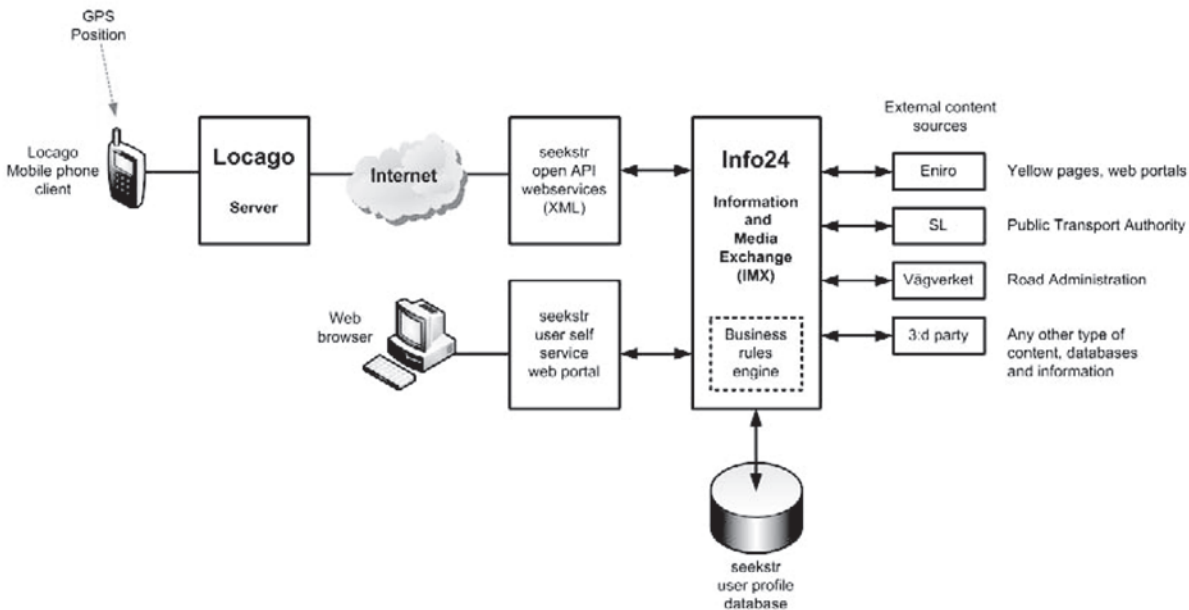 GPS
Position
Locago
Mobile phone
client
Locago
Server
Internet
seekstr
open API
webservices
(XML)
Web
browser
seekstr
user self
service
web portal
Info24
Information
and
Media
Exchange
(IMX)
Business
rules
engine
seekstr
user profile
database
External content
sources
Eniro
Yellow pages, web portals
SL
Public Transport Authority
Vägverket
Road Administration
3:d party
Any other type of
content, databases
and information